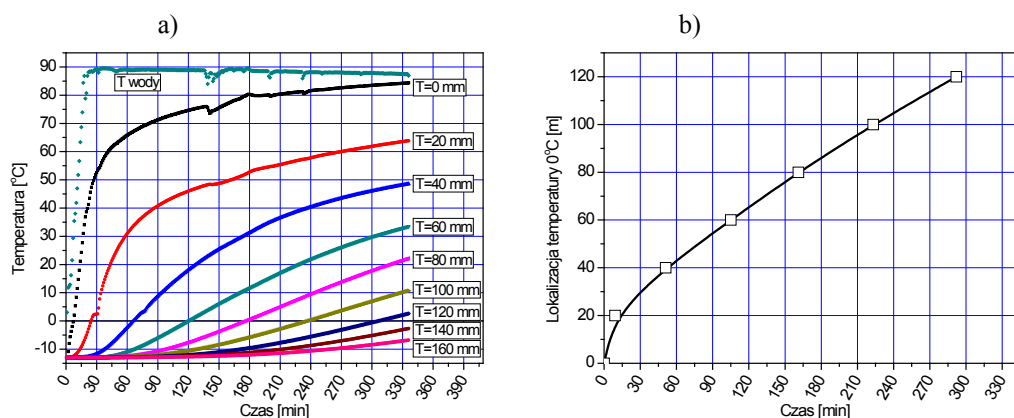 a)
b)
90
80
70
60
50
40
30
20
10
0
-10
Temperatura [°C]
T wody
T=0 mm
T=20 mm
T=40 mm
T=60 mm
T=80 mm
T=100 mm
T=120 mm
T=140 mm
T=160 mm
0
30
60
90
120
150
180
210
240
270
300
330
360
390
Czas [min]
120
100
80
60
40
20
0
Lokalizacja temperatury 0°C [m]
0
30
60
90
120
150
180
210
240
270
300
330
Czas [min]